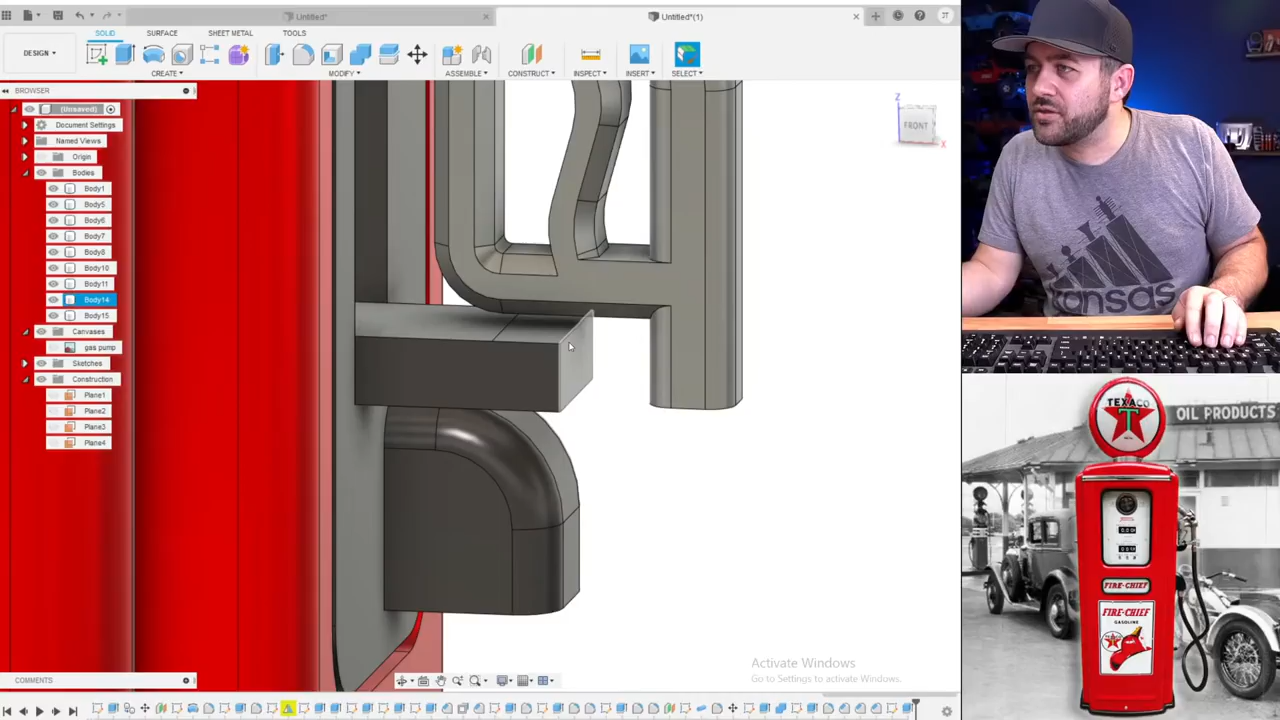 Untitled*
Untitled*(1)
JT
SOLID
SURFACE
SHEET METAL
TOOLS
DESIGN
CREATE
MODIFY
ASSEMBLE
CONSTRUCT
INSPECT
INSERT
SELECT
BROWSER
(Unsaved)
Document Settings
Named Views
Origin
Bodies
Body1
Body5
Body6
Body7
Body8
Body10
Body11
Body14
Body15
Canvases
gas pump
Sketches
Construction
Plane1
Plane2
Plane3
Plane4
Z
FRONT
X
COMMENTS
Activate Windows
Go to Settings to activate Windows.
kansas
TEXACO
T
OIL PRODUCTS
FIRE-CHIEF
FIRE-CHIEF
GASOLINE